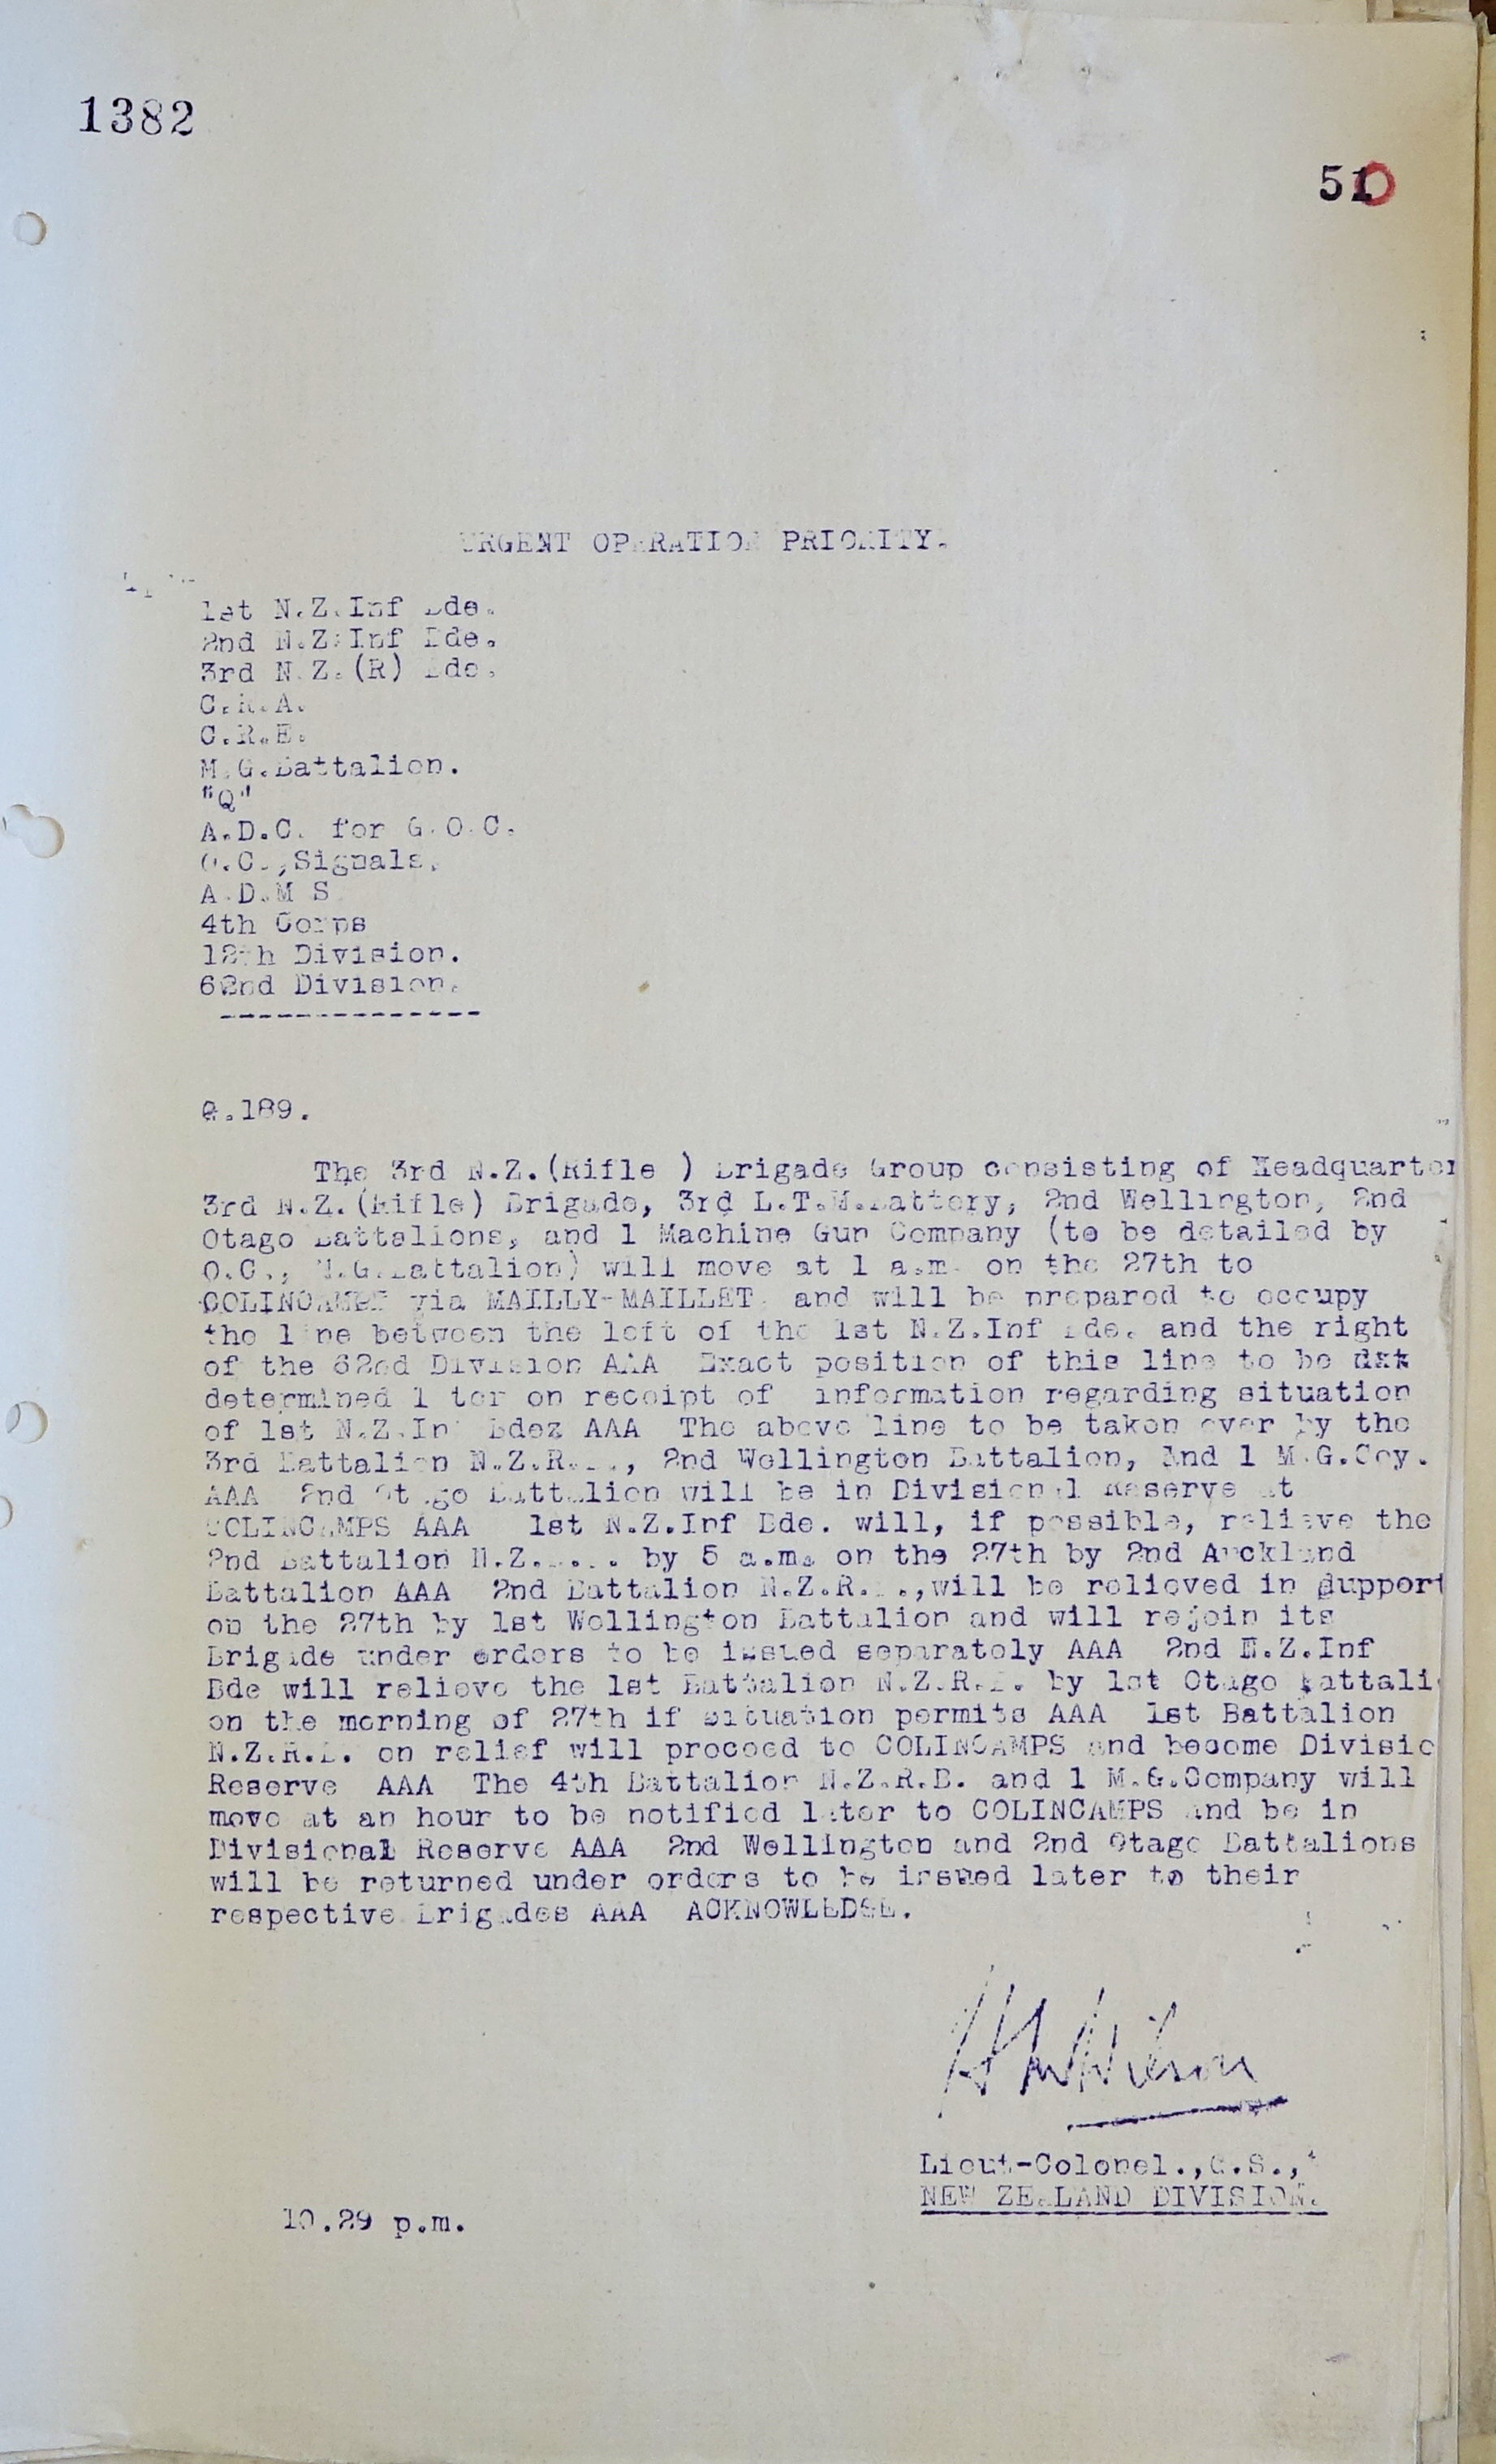 1382
510
URGENT OPERATION PRIORITY.
1st N.Z.Inf Bde.
2nd N.Z.Inf Bde.
3rd N.Z.(R) Bde.
C.R.A.
C.R.E.
M.G.Battalion.
"Q"
A.D.C. for G.O.C.
O.C.,Signals.
A.D.M S
4th Corps
12th Division.
62nd Division.
--------------
G.189.
The 3rd N.Z.(Rifle ) Brigade Group consisting of Headquarter
3rd N.Z.(Rifle) Brigade, 3rd L.T.M.Battery, 2nd Wellington, 2nd
Otago Battalions, and 1 Machine Gun Company (to be detailed by
O.C., M.G.Battalion) will move at 1 a.m. on the 27th to
COLINCAMPS via MAILLY-MAILLET and will be prepared to occupy
the line between the left of the 1st N.Z.Inf Bde. and the right
of the 62nd Division AAA Exact position of this line to be
determined later on receipt of information regarding situation
of 1st N.Z.Inf Bdez AAA The above line to be taken over by the
3rd Battalion N.Z.R.B., 2nd Wellington Battalion, and 1 M.G.Coy.
AAA 2nd Otago Battalion will be in Divisional Reserve at
COLINCAMPS AAA 1st N.Z.Inf Bde. will, if possible, relieve the
2nd Battalion N.Z.R.B. by 5 a.m. on the 27th by 2nd Auckland
Battalion AAA 2nd Battalion N.Z.R.B.,will be relieved in support
on the 27th by 1st Wellington Battalion and will rejoin its
Brigade under orders to be issued separately AAA 2nd N.Z.Inf
Bde will relieve the 1st Battalion N.Z.R.B. by 1st Otago Battali
on the morning of 27th if situation permits AAA 1st Battalion
N.Z.R.B. on relief will proceed to COLINCAMPS and become Divisio
Reserve AAA The 4th Battalion N.Z.R.B. and 1 M.G.Company will
move at an hour to be notified later to COLINCAMPS and be in
Divisional Reserve AAA 2nd Wellington and 2nd Otago Battalions
will be returned under orders to be issued later to their
respective Brigades AAA ACKNOWLEDGE.
Lieut-Colonel.,G.S.,
NEW ZEALAND DIVISION.
10.29 p.m.